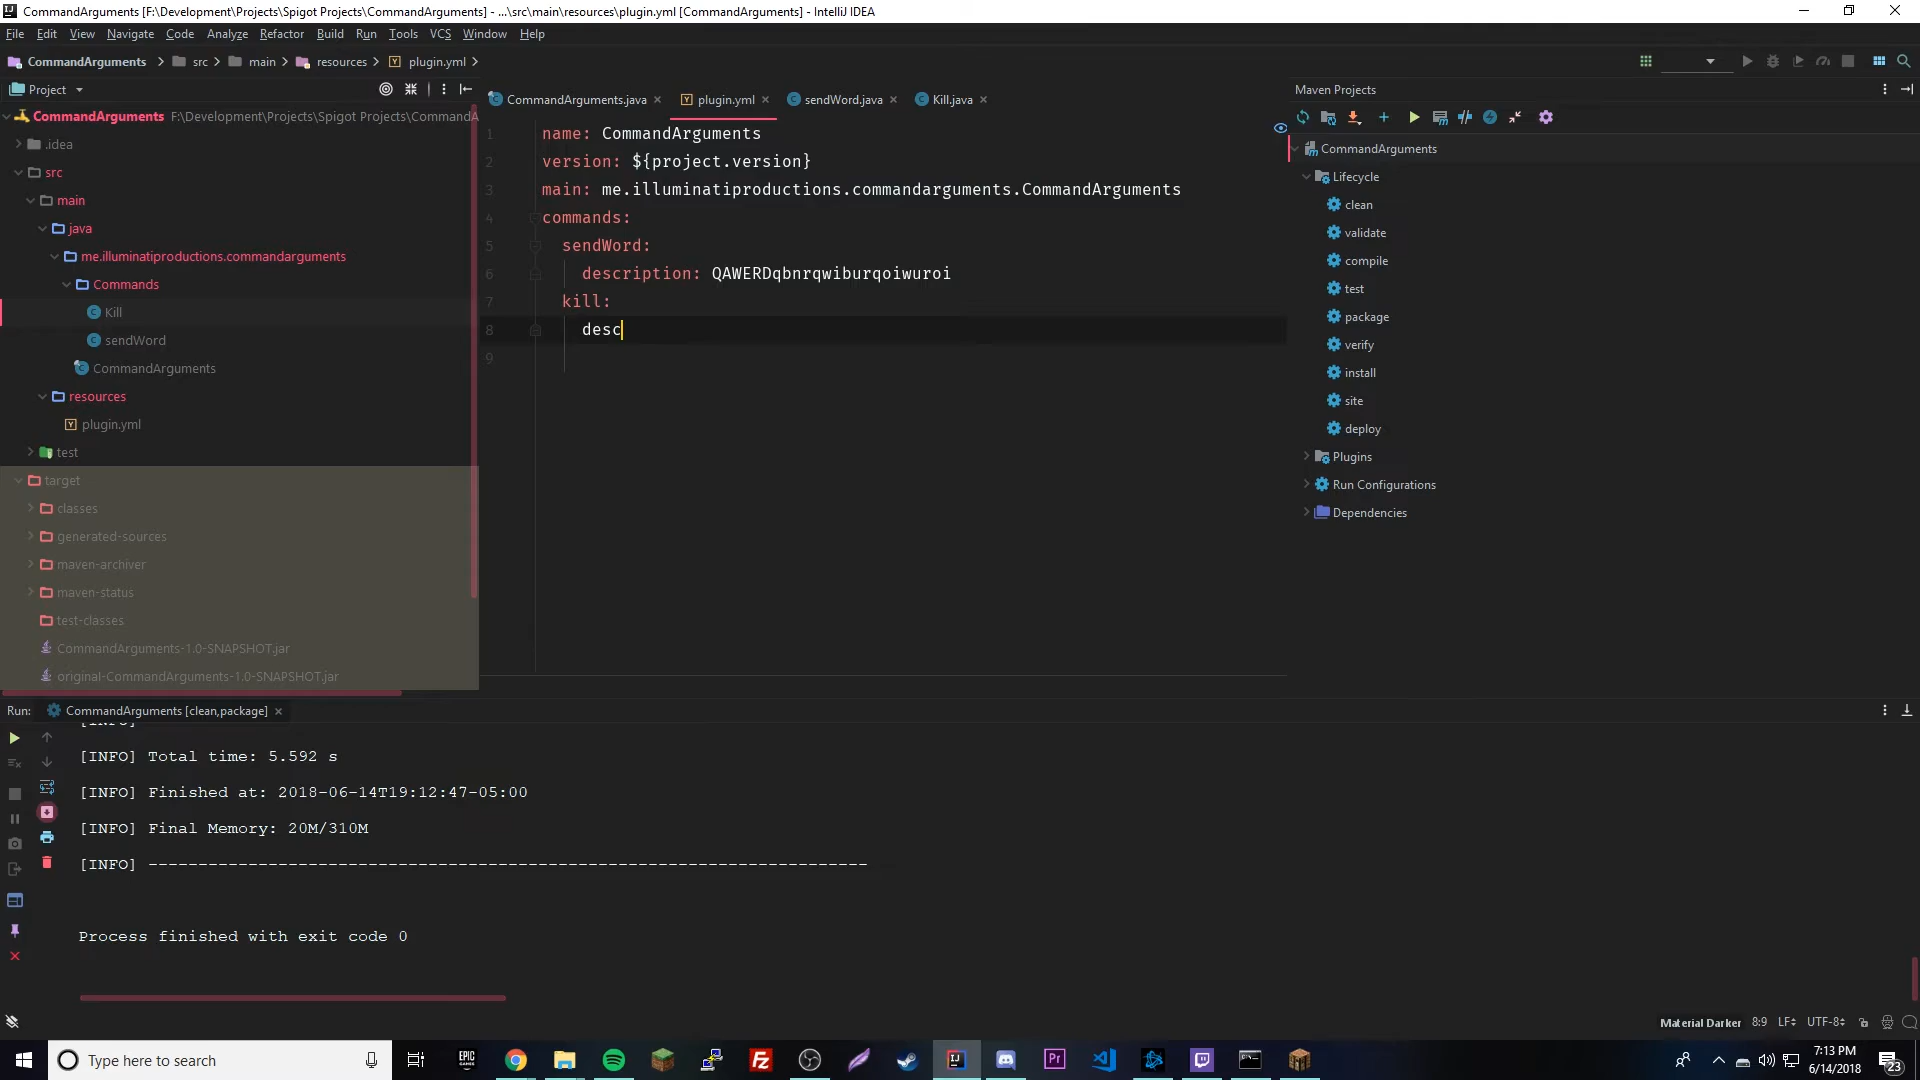 CommandArguments [F:\Development\Projects\Spigot Projects\CommandArguments] - ...\src\main\resources\plugin.yml [CommandArguments] - IntelliJ IDEA
File Edit View Navigate Code Analyze Refactor Build Run Tools VCS Window Help
CommandArguments src main resources plugin.yml
Project
CommandArguments F:\Development\Projects\Spigot Projects\CommandA
.idea
src
main
java
me.illuminatiproductions.commandarguments
Commands
Kill
sendWord
CommandArguments
resources
plugin.yml
test
target
classes
generated-sources
maven-archiver
maven-status
test-classes
CommandArguments-1.0-SNAPSHOT.jar
original-CommandArguments-1.0-SNAPSHOT.jar
CommandArguments.java plugin.yml sendWord.java Kill.java
1 name: CommandArguments
2 version: ${project.version}
3 main: me.illuminatiproductions.commandarguments.CommandArguments
4 commands:
5 sendWord:
6 description: QAWERDqbnrqwiburqoiwuroi
7 kill:
8 desc
9
Maven Projects
CommandArguments
Lifecycle
clean
validate
compile
test
package
verify
install
site
deploy
Plugins
Run Configurations
Dependencies
Run: CommandArguments [clean,package]
[INFO]
[INFO] Total time: 5.592 s
[INFO] Finished at: 2018-06-14T19:12:47-05:00
[INFO] Final Memory: 20M/310M
[INFO] ------------------------------------------------------------------------
Process finished with exit code 0
Material Darker 8:9 LF UTF-8
Type here to search
EPIC GAMES
Pr
7:13 PM
6/14/2018
23